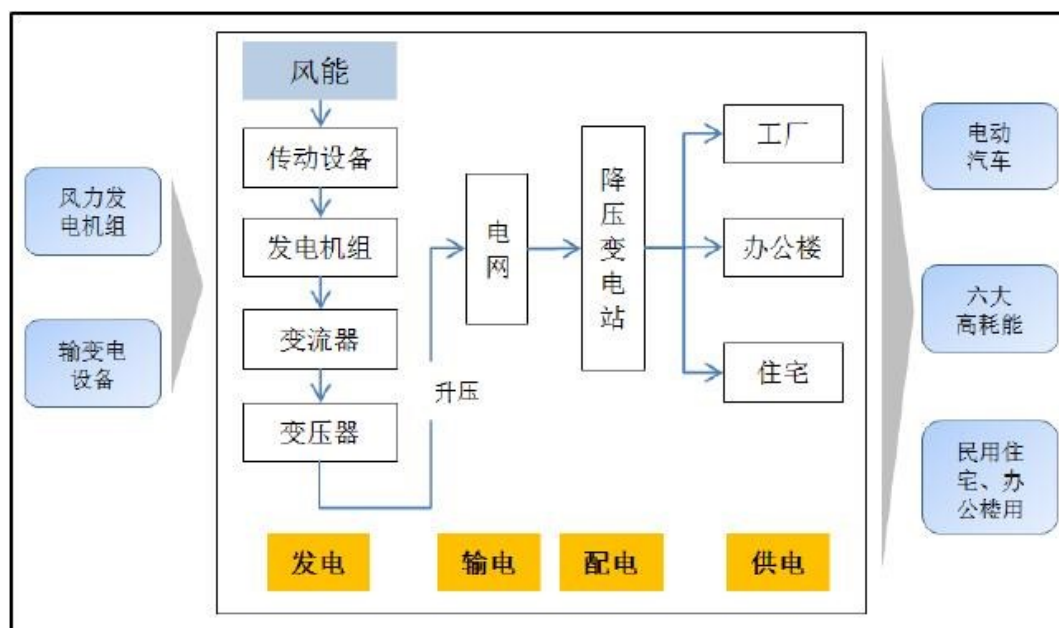 风力发
电机组
输变电
设备
风能
传动设备
发电机组
变流器
变压器
升压
电
网
降
压
变
电
站
工厂
办公楼
住宅
发电
输电
配电
供电
电动
汽车
六大
高耗能
民用住
宅、办
公楼用